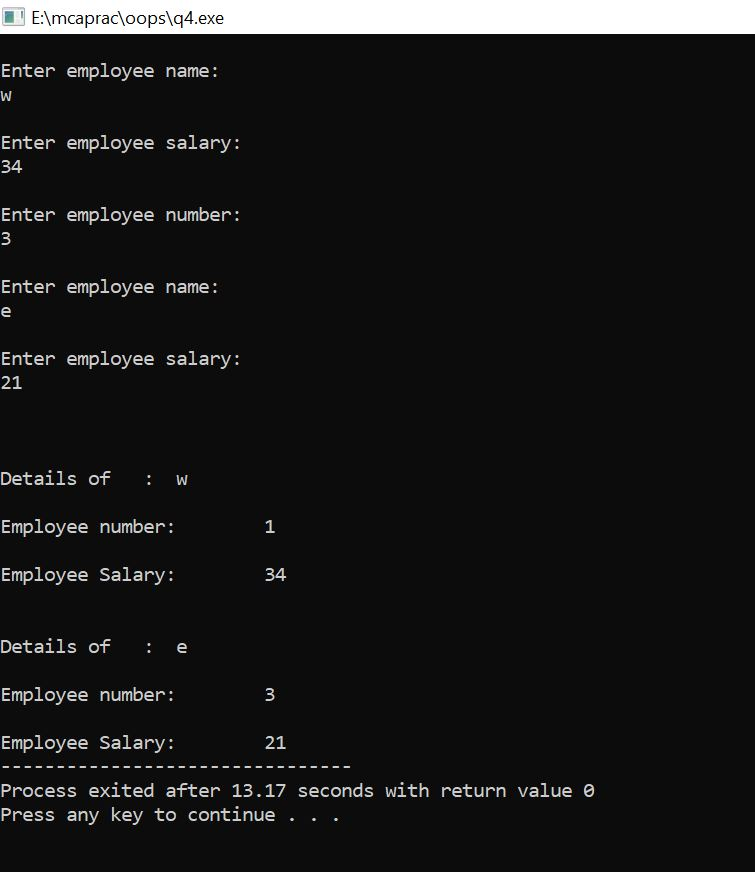 E:\mcaprac\oops\q4.exe
Enter employee name:
w
Enter employee salary:
34
Enter employee number:
3
Enter employee name:
e
Enter employee salary:
21
Details of   :  w
Employee number:        1
Employee Salary:        34
Details of   :  e
Employee number:        3
Employee Salary:        21
--------------------------------
Process exited after 13.17 seconds with return value 0
Press any key to continue . . .